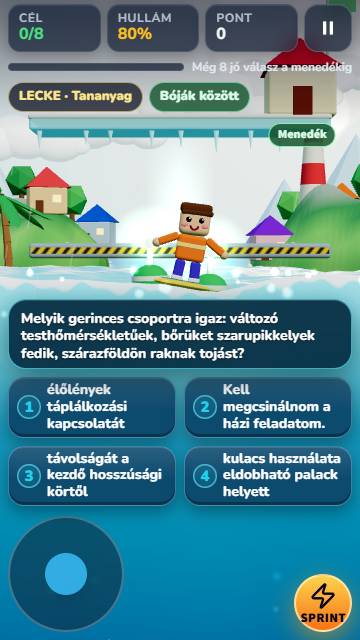 CÉL
0/8
HULLÁM
80%
PONT
0
Még 8 jó válasz a menedékig
LECKE · Tananyag
Bóják között
Menedék
Melyik gerinces csoportra igaz: változó
testhőmérsékletűek, bőrüket szarupikkelyek
fedik, szárazföldön raknak tojást?
1
élőlények
táplálkozási
kapcsolatát
2
Kell
megcsinálnom a
házi feladatom.
3
távolságát a
kezdő hosszúsági
körtől
4
kulacs használata
eldobható palack
helyett
SPRINT